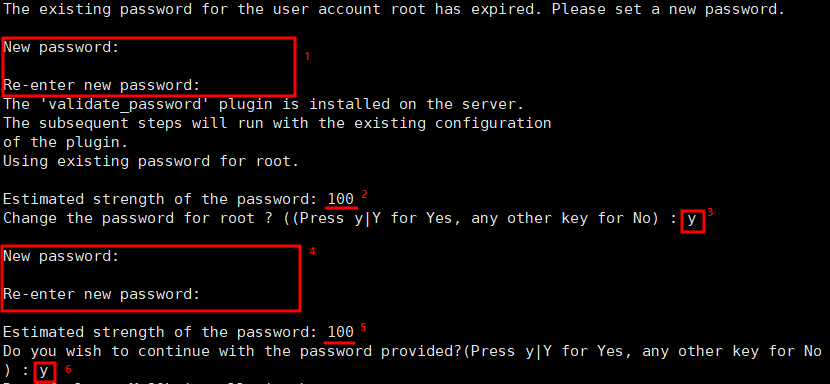 The existing password for the user account root has expired. Please set a new password.
New password:
1
Re-enter new password:
The 'validate_password' plugin is installed on the server.
The subsequent steps will run with the existing configuration
of the plugin.
Using existing password for root.
Estimated strength of the password: 100 2
Change the password for root ? ((Press y|Y for Yes, any other key for No) : y 3
New password: 4
Re-enter new password:
Estimated strength of the password: 100 5
Do you wish to continue with the password provided?(Press y|Y for Yes, any other key for No
) : y 6